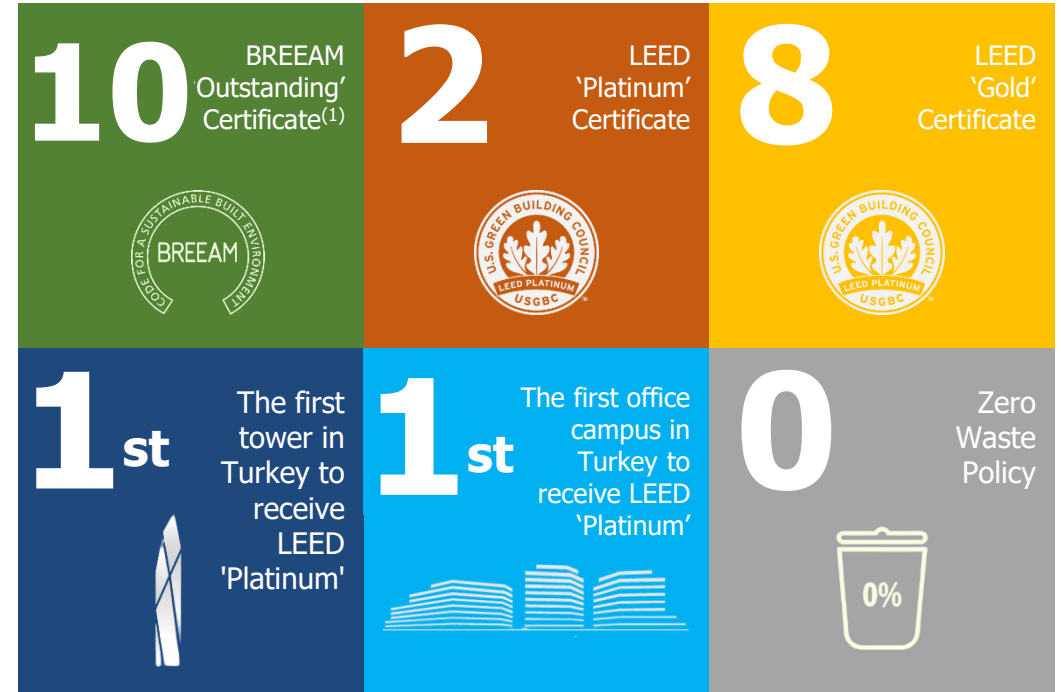 10
BREEAM
‘Outstanding’
Certificate(1)
CODE FOR A SUSTAINABLE BUILT ENVIRONMENT
BREEAM
2
LEED
‘Platinum’
Certificate
U.S. GREEN BUILDING COUNCIL
LEED PLATINUM
USGBC
TM
8
LEED
‘Gold’
Certificate
U.S. GREEN BUILDING COUNCIL
LEED PLATINUM
USGBC
TM
1st
The first
tower in
Turkey to
receive
LEED
'Platinum'
1st
The first office
campus in
Turkey to
receive LEED
‘Platinum’
0
Zero
Waste
Policy
0%